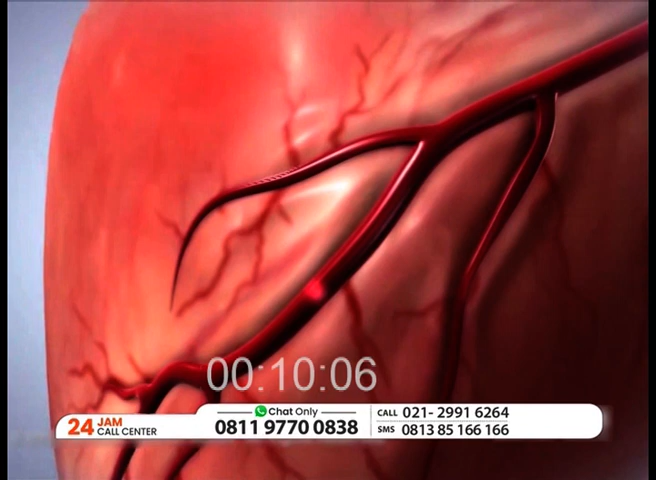 00:10:06
24 JAM
CALL CENTER
Chat Only
0811 9770 0838
CALL 021- 2991 6264
SMS 0813 85 166 166